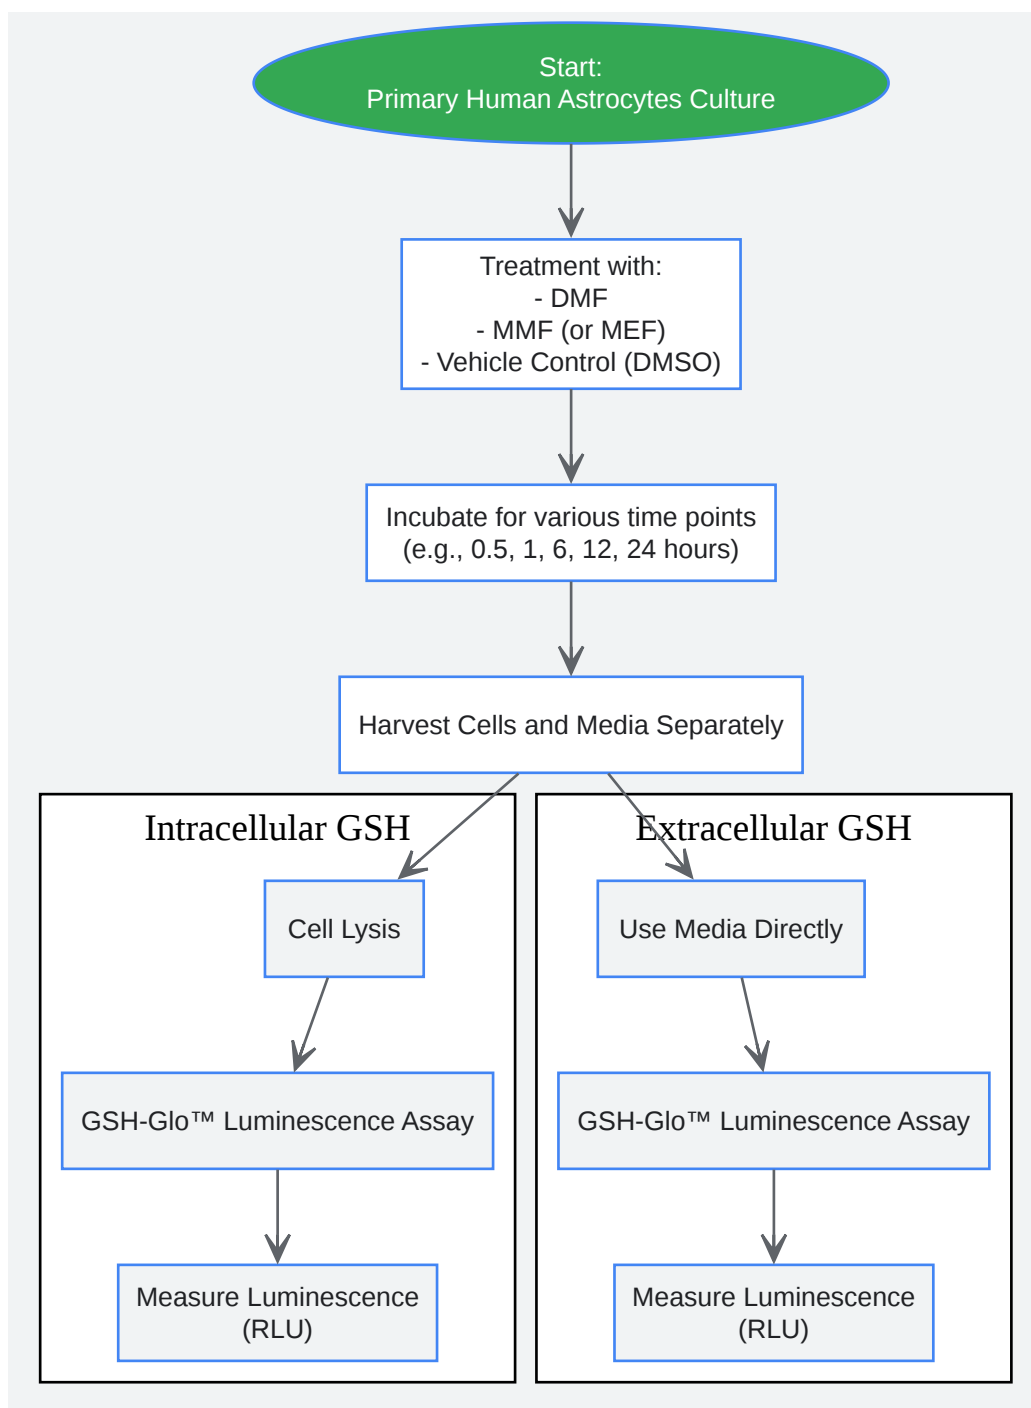 Start:
Primary Human Astrocytes Culture
Treatment with:
- DMF
- MMF (or MEF)
- Vehicle Control (DMSO)
Incubate for various time points
(e.g., 0.5, 1, 6, 12, 24 hours)
Harvest Cells and Media Separately
Intracellular GSH
Cell Lysis
GSH-Glo™ Luminescence Assay
Measure Luminescence
(RLU)
Extracellular GSH
Use Media Directly
GSH-Glo™ Luminescence Assay
Measure Luminescence
(RLU)